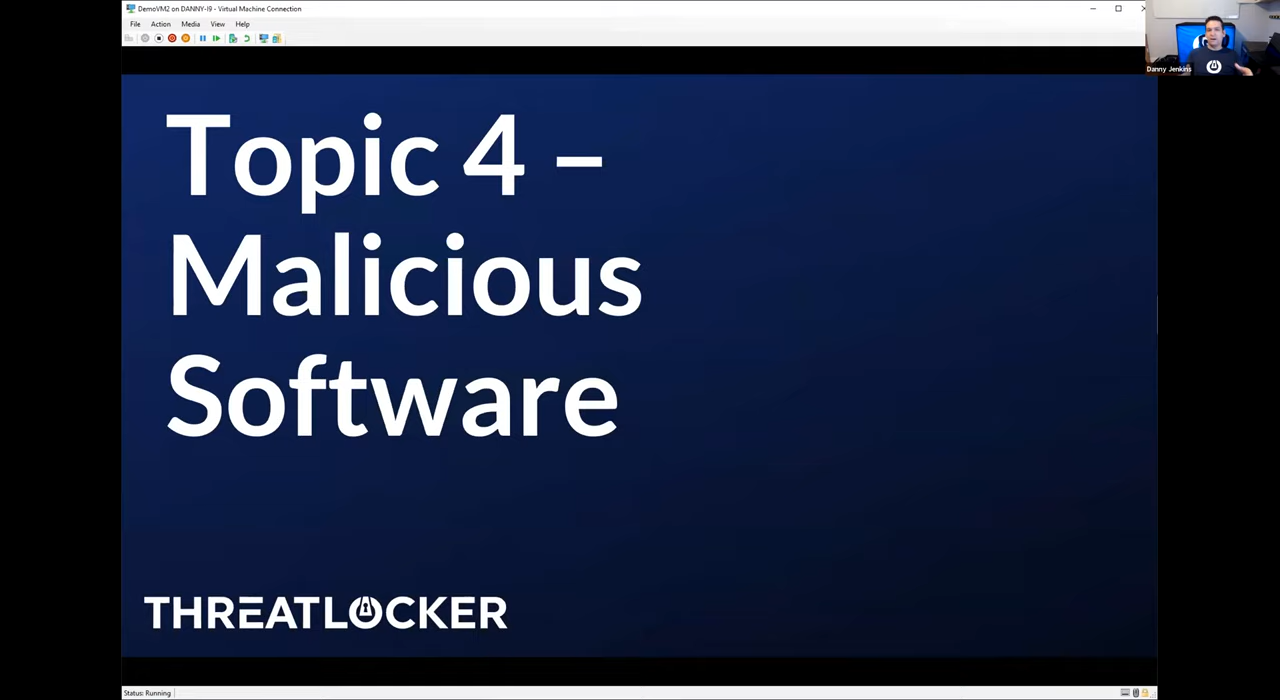 DemoVM2 on DANNY-I9 - Virtual Machine Connection
File Action Media View Help
Danny Jenkins
Topic 4 –
Malicious
Software
THREATLOCKER
Status: Running